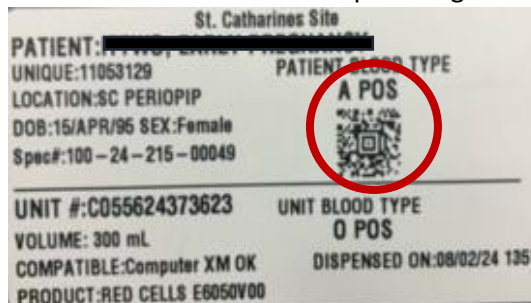 St. Catharines Site
PATIENT:
UNIQUE:11053129
PATIENT BLOOD TYPE
LOCATION:SC PERIOPIP
A POS
DOB:15/APR/95 SEX:Female
Spec#:100-24-215-00049
UNIT #:C055624373623
UNIT BLOOD TYPE
VOLUME: 300 mL
O POS
COMPATIBLE:Computer XM OK
DISPENSED ON:08/02/24 135
PRODUCT:RED CELLS E6050V00